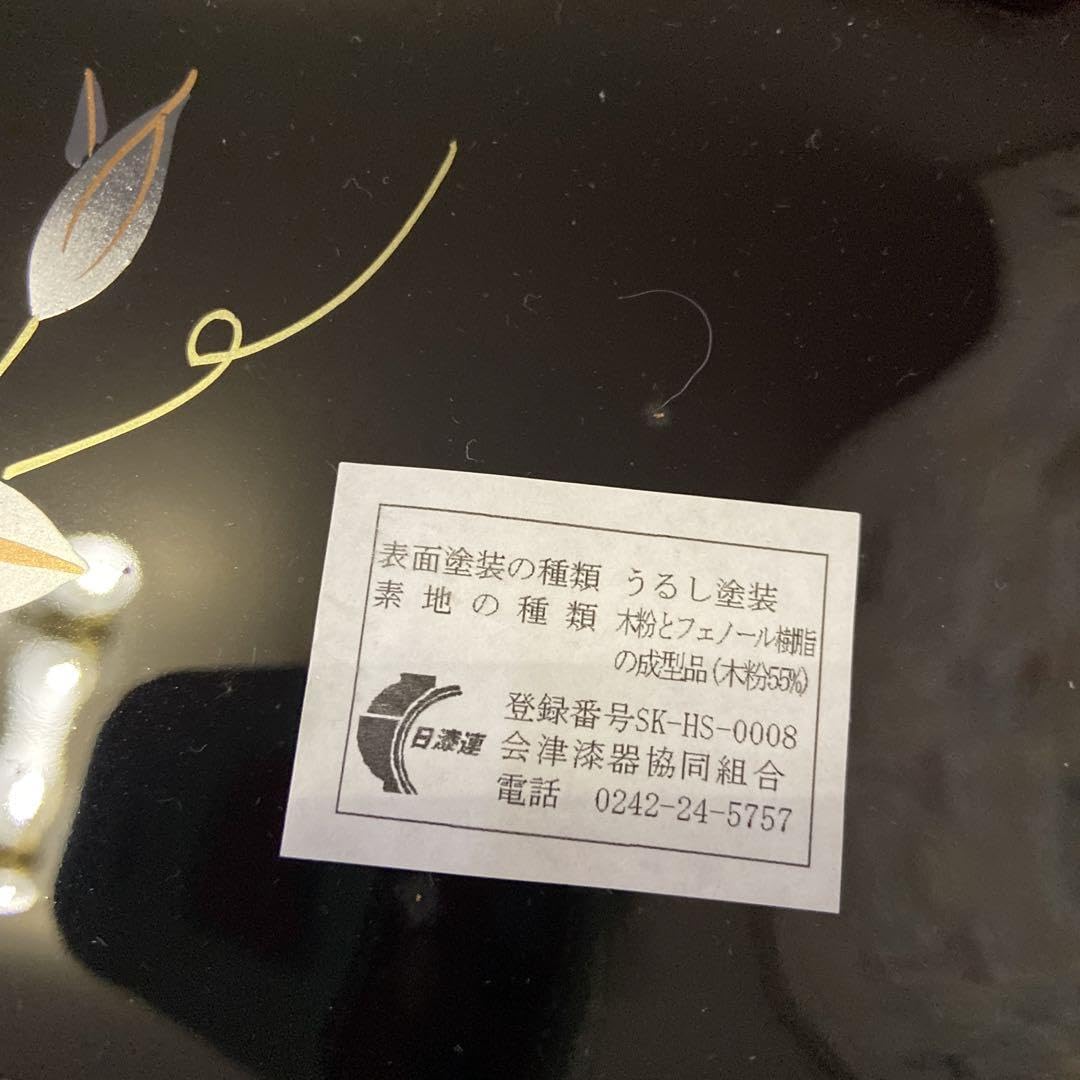 表面塗装の種類 うるし塗装
素地の種類 木粉とフェノール樹脂
の成型品(木粉55%)
登録番号SK-HS-0008
日漆連
会津漆器協同組合
電話 0242-24-5757